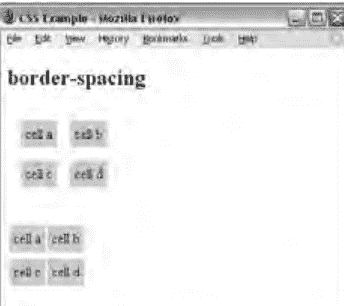 CSS Example - Mozilla Firefox
File Edit View History Bookmarks Tools Help
border-spacing
cell a cell b
cell c cell d
cell a cell b
cell c cell d